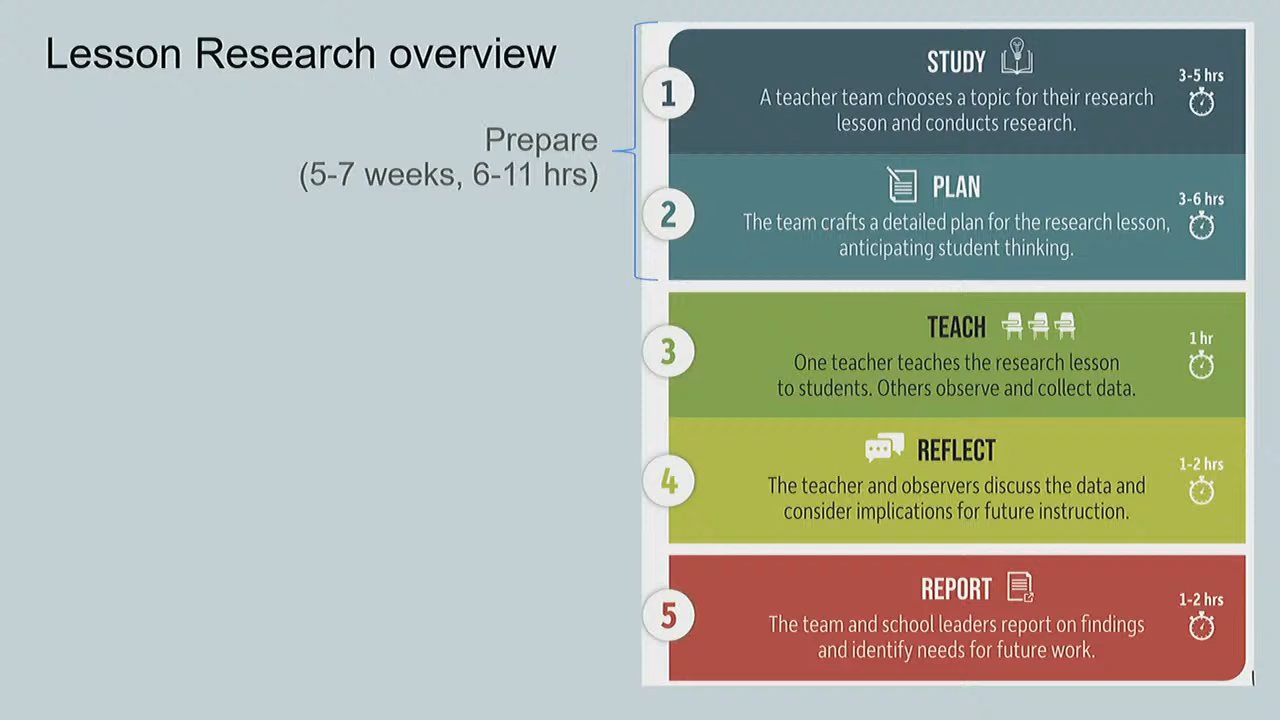 Lesson Research overview
Prepare
(5-7 weeks, 6-11 hrs)
1
STUDY
3-5 hrs
A teacher team chooses a topic for their research
lesson and conducts research.
2
PLAN
3-6 hrs
The team crafts a detailed plan for the research lesson,
anticipating student thinking.
3
TEACH
1 hr
One teacher teaches the research lesson
to students. Others observe and collect data.
4
REFLECT
1-2 hrs
The teacher and observers discuss the data and
consider implications for future instruction.
5
REPORT
1-2 hrs
The team and school leaders report on findings
and identify needs for future work.